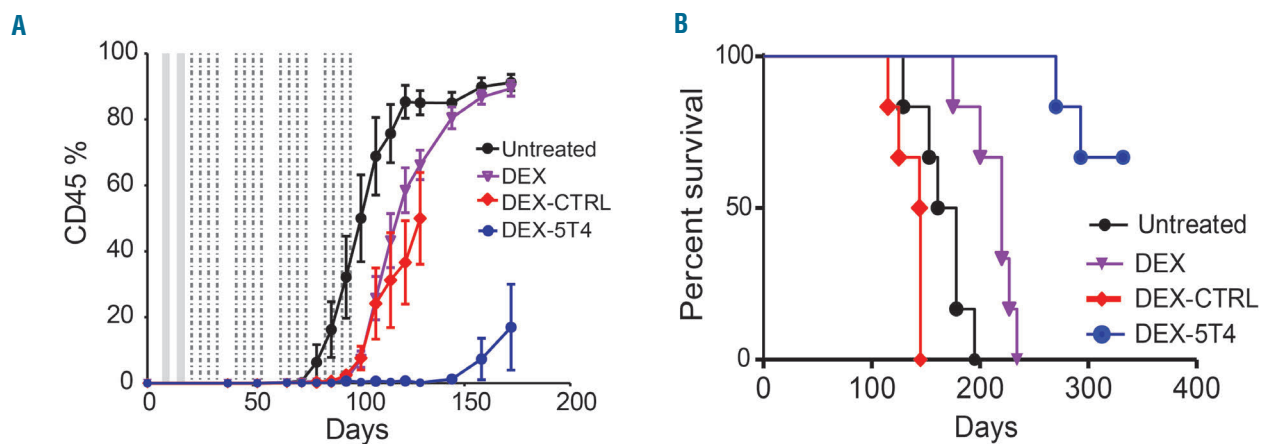 A
CD45 %
100
80
60
40
20
0
0
50
100
150
200
Days
Untreated
DEX
DEX-CTRL
DEX-5T4
B
Percent survival
100
50
0
0
100
200
300
400
Days
Untreated
DEX
DEX-CTRL
DEX-5T4